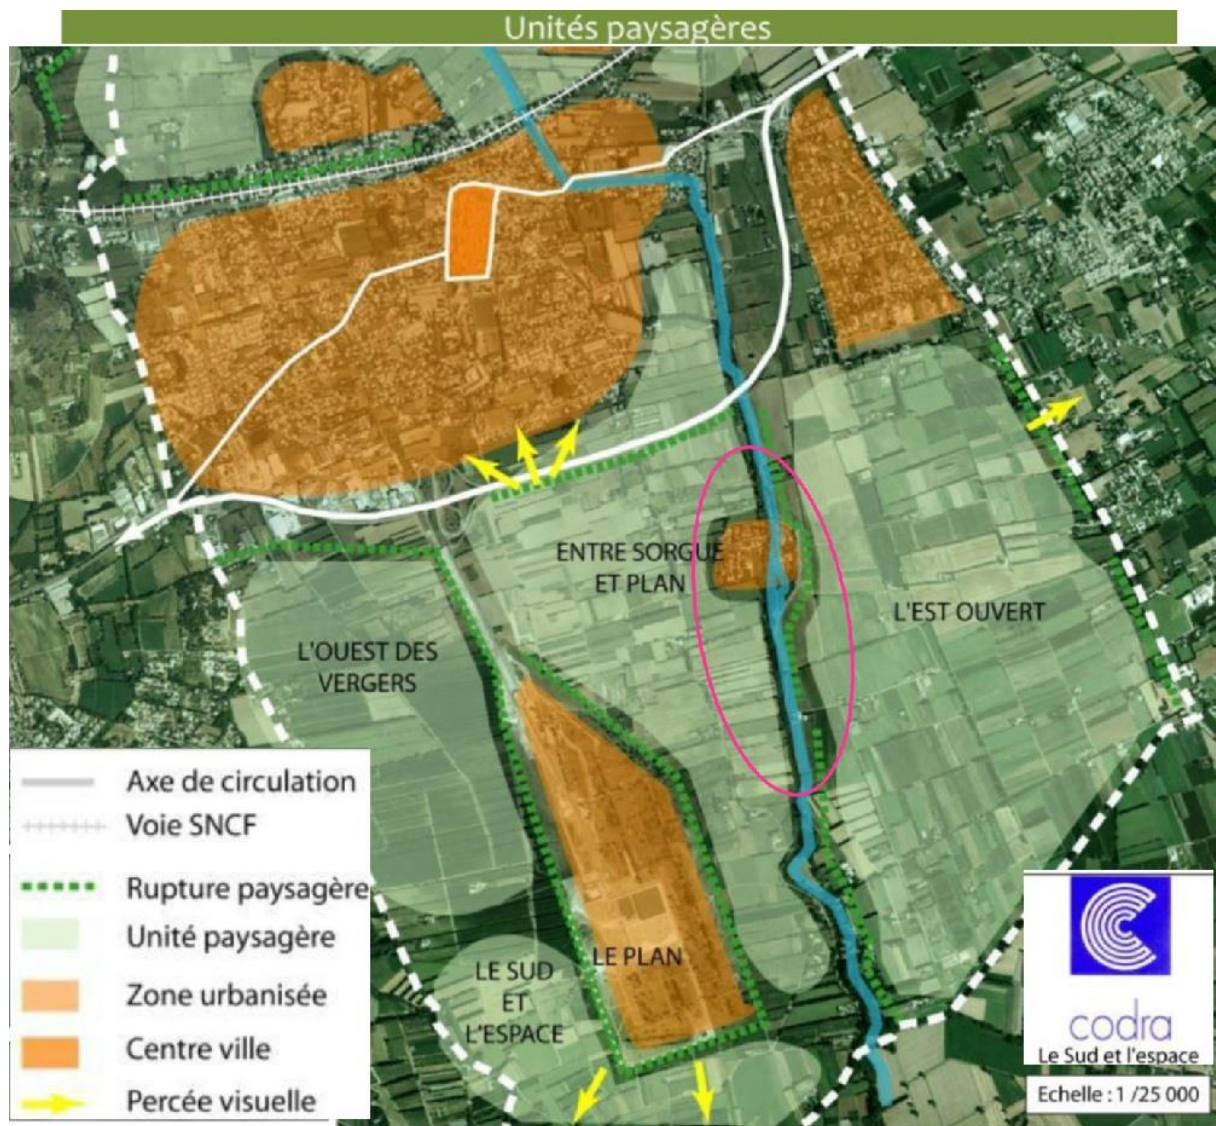 Unités paysagères
ENTRE SORGUE
ET PLAN
L'EST OUVERT
L'OUEST DES
VERGERS
LE PLAN
LE SUD
ET
L'ESPACE
Axe de circulation
Voie SNCF
Rupture paysagère
Unité paysagère
Zone urbanisée
Centre ville
Percée visuelle
codra
Le Sud et l'espace
Echelle : 1 /25 000